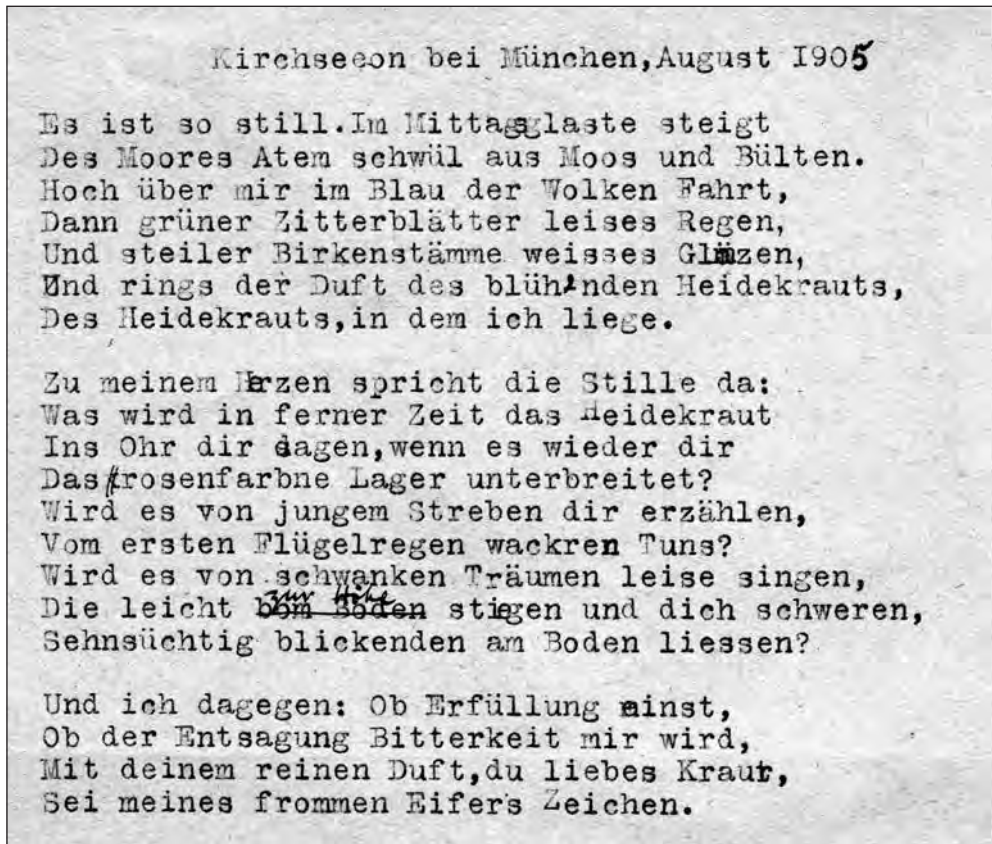 Kirchseeon bei München,August 1905
Es ist so still.Im Mittagsglaste steigt
Des Moores Atem schwül aus Moos und Bülten.
Hoch über mir im Blau der Wolken Fahrt,
Dann grüner Zitterblätter leises Regen,
Und steiler Birkenstämme weisses Glänzen,
Und rings der Duft des blühenden Heidekrauts,
Des Heidekrauts,in dem ich liege.
Zu meinem Herzen spricht die Stille da:
Was wird in ferner Zeit das Heidekraut
Ins Ohr dir sagen,wenn es wieder dir
Das rosenfarbne Lager unterbreitet?
Wird es von jungem Streben dir erzählen,
Vom ersten Flügelregen wackren Tuns?
Wird es von schwanken Träumen leise singen,
zur Höhe
Die leicht bom Boden stiegen und dich schweren,
Sehnsüchtig blickenden am Boden liessen?
Und ich dagegen: Ob Erfüllung einst,
Ob der Entsagung Bitterkeit mir wird,
Mit deinem reinen Duft,du liebes Kraut,
Sei meines frommen Eifers Zeichen.